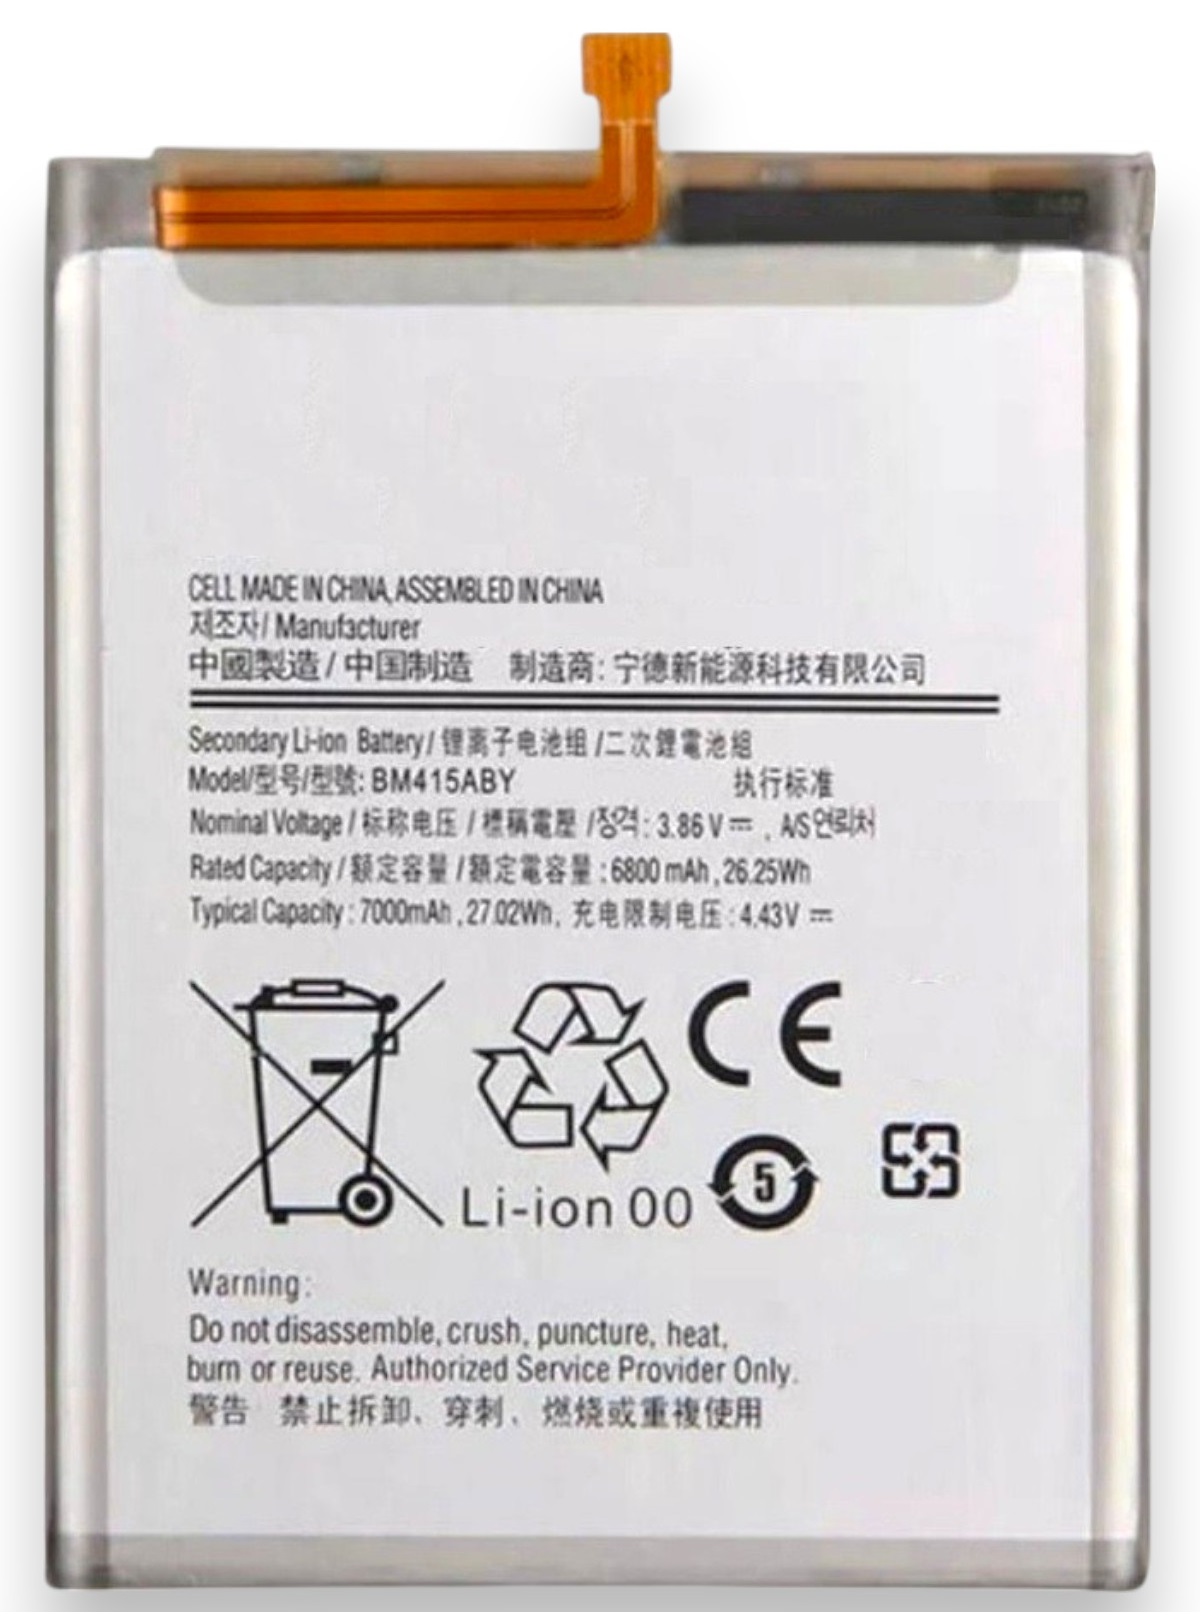 CELL MADE IN CHINA, ASSEMBLED IN CHINA
제조자/ Manufacturer
中國製造 / 中国制造 制造商: 宁德新能源科技有限公司
Secondary Li-ion Battery / 锂离子电池组 /二次鋰電池組
Model/型号/型號: BM415ABY 执行标准
Nominal Voltage / 标称电压 / 標稱電壓 /정격: 3.86 V ⎓ , A/S연락처
Rated Capacity / 額定容量 / 額定電容量 : 6800 mAh , 26.25Wh
Typical Capacity : 7000mAh , 27.02Wh, 充电限制电压 : 4.43V ⎓
CE
5
Li-ion 00
Warning:
Do not disassemble, crush, puncture, heat,
burn or reuse. Authorized Service Provider Only.
警告 禁止拆卸、穿刺、燃烧或重複使用